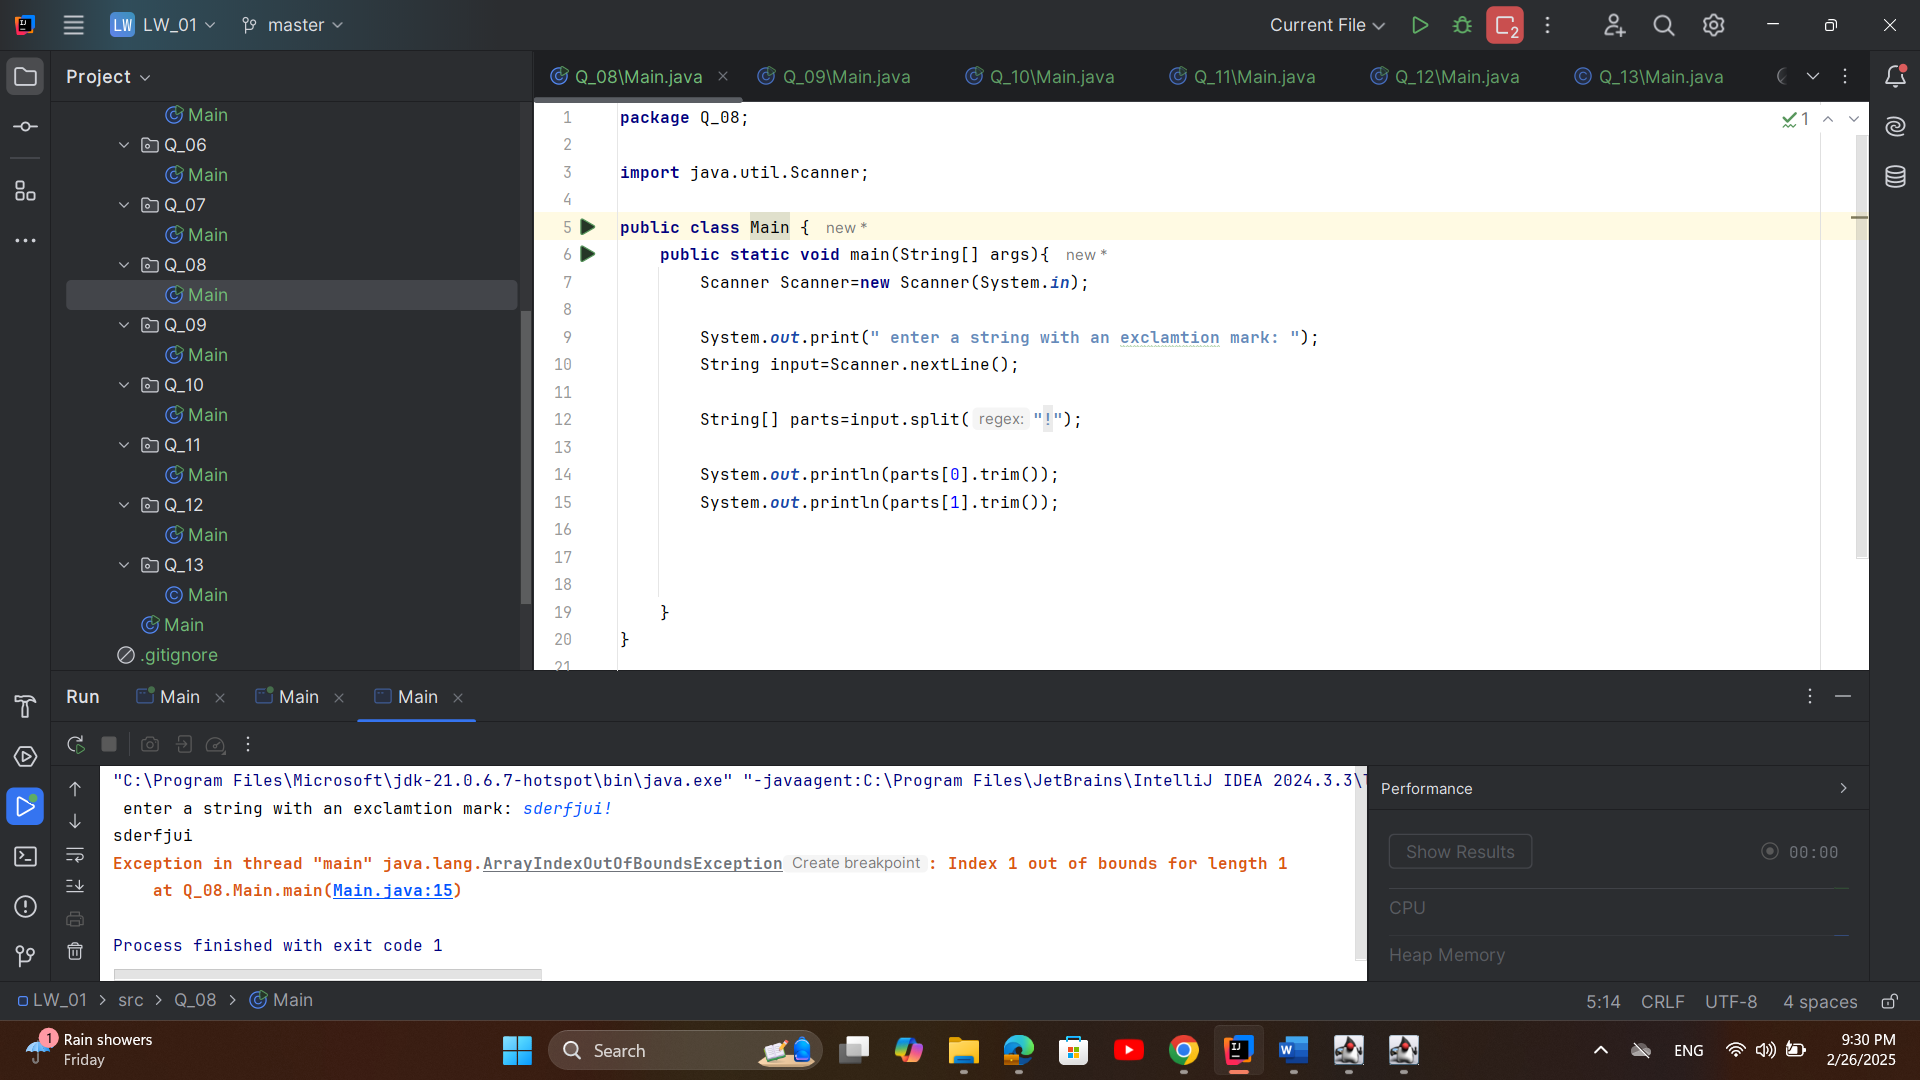 LW LW_01 master Current File 2
Project
Q_08\Main.java Q_09\Main.java Q_10\Main.java Q_11\Main.java Q_12\Main.java Q_13\Main.java
Main
Q_06
Main
Q_07
Main
Q_08
Main
Q_09
Main
Q_10
Main
Q_11
Main
Q_12
Main
Q_13
Main
Main
.gitignore
1
1 package Q_08;
2
3 import java.util.Scanner;
4
5 public class Main { new *
6 public static void main(String[] args){ new *
7 Scanner Scanner=new Scanner(System.in);
8
9 System.out.print(" enter a string with an exclamtion mark: ");
10 String input=Scanner.nextLine();
11
12 String[] parts=input.split( regex: "!");
13
14 System.out.println(parts[0].trim());
15 System.out.println(parts[1].trim());
16
17
18
19 }
20 }
21
Run Main Main Main
"C:\Program Files\Microsoft\jdk-21.0.6.7-hotspot\bin\java.exe" "-javaagent:C:\Program Files\JetBrains\IntelliJ IDEA 2024.3.3\
enter a string with an exclamtion mark: sderfjui!
sderfjui
Exception in thread "main" java.lang.ArrayIndexOutOfBoundsException Create breakpoint : Index 1 out of bounds for length 1
at Q_08.Main.main(Main.java:15)
Process finished with exit code 1
Performance
Show Results 00:00
CPU
Heap Memory
LW_01 > src > Q_08 > Main 5:14 CRLF UTF-8 4 spaces
1 Rain showers
Friday
Search
ENG
9:30 PM
2/26/2025